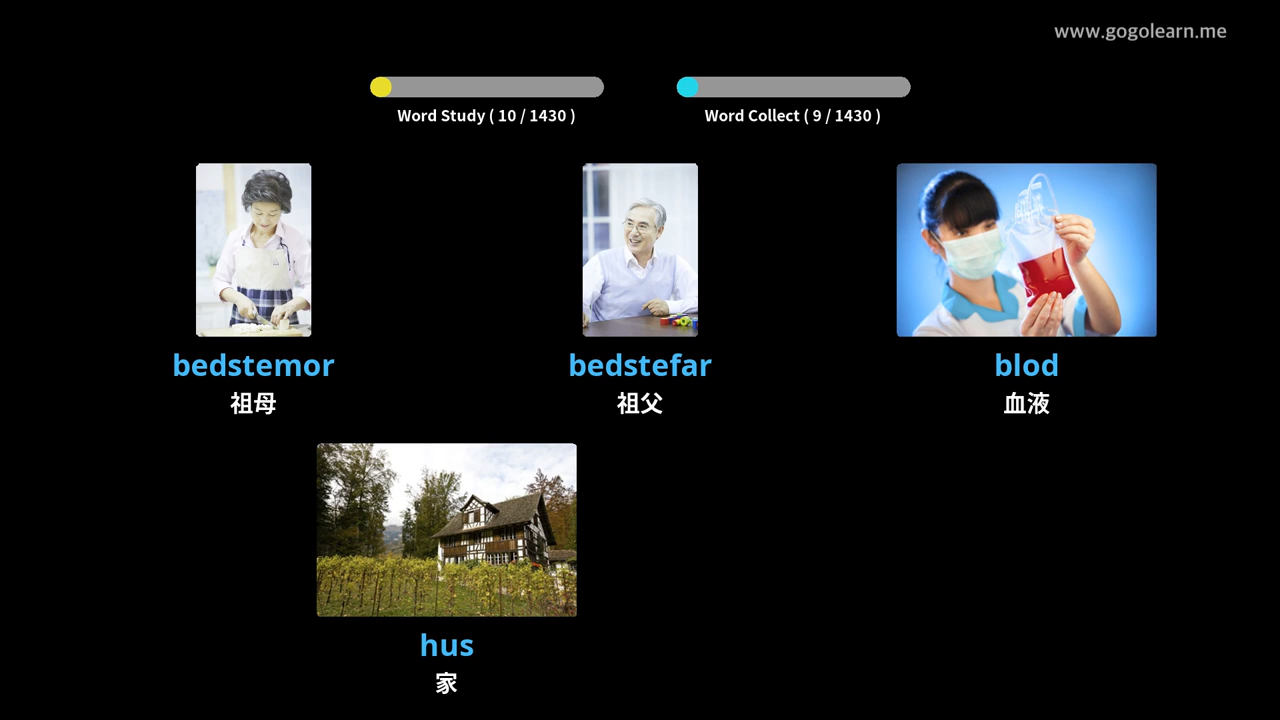 www.gogolearn.me
Word Study ( 10 / 1430 )
Word Collect ( 9 / 1430 )
bedstemor
祖母
bedstefar
祖父
blod
血液
hus
家